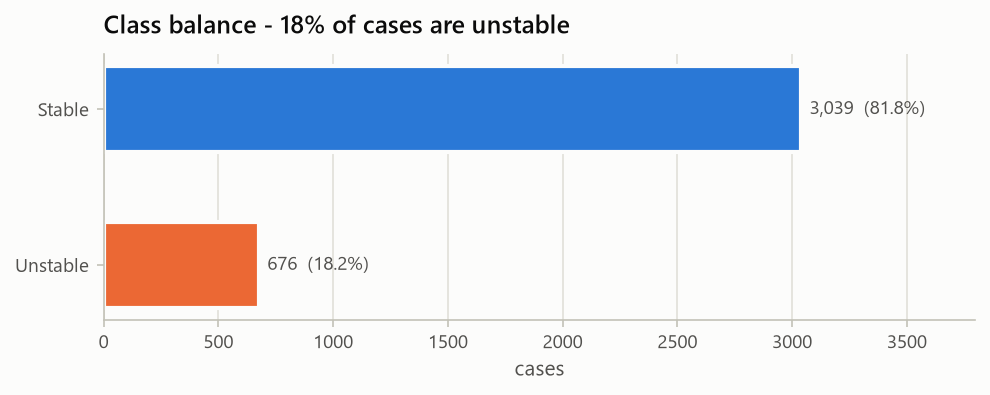 Class balance - 18% of cases are unstable
Stable
3,039 (81.8%)
Unstable
676 (18.2%)
0 500 1000 1500 2000 2500 3000 3500
cases